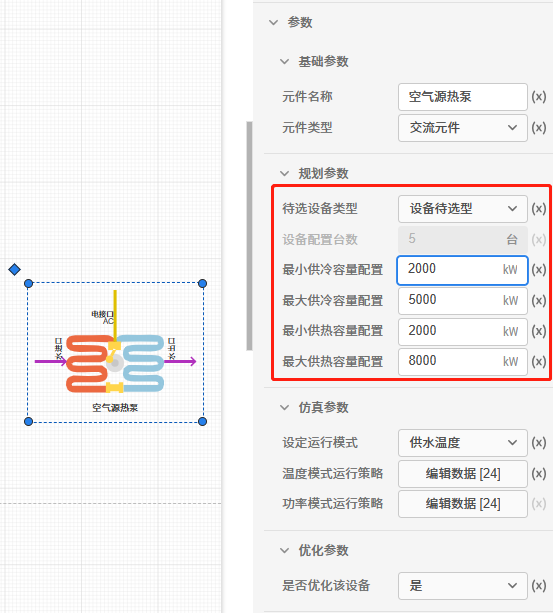 参数
基础参数
元件名称 空气源热泵 (x)
元件类型 交流元件 (x)
规划参数
待选设备类型 设备待选型 (x)
设备配置台数 5 台 (x)
最小供冷容量配置 2000 kW (x)
最大供冷容量配置 5000 kW (x)
最小供热容量配置 2000 kW (x)
最大供热容量配置 8000 kW (x)
仿真参数
设定运行模式 供水温度 (x)
温度模式运行策略 编辑数据 [24] (x)
功率模式运行策略 编辑数据 [24] (x)
优化参数
是否优化该设备 是 (x)
电接口
AC
空气源热泵